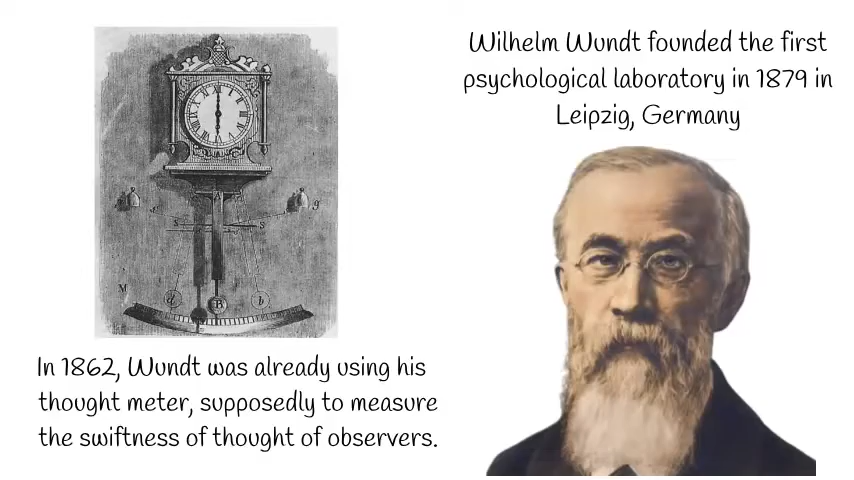 In 1862, Wundt was already using his
thought meter, supposedly to measure
the swiftness of thought of observers.
Wilhelm Wundt founded the first
psychological laboratory in 1879 in
Leipzig, Germany
g
S
S
M
d
B
b